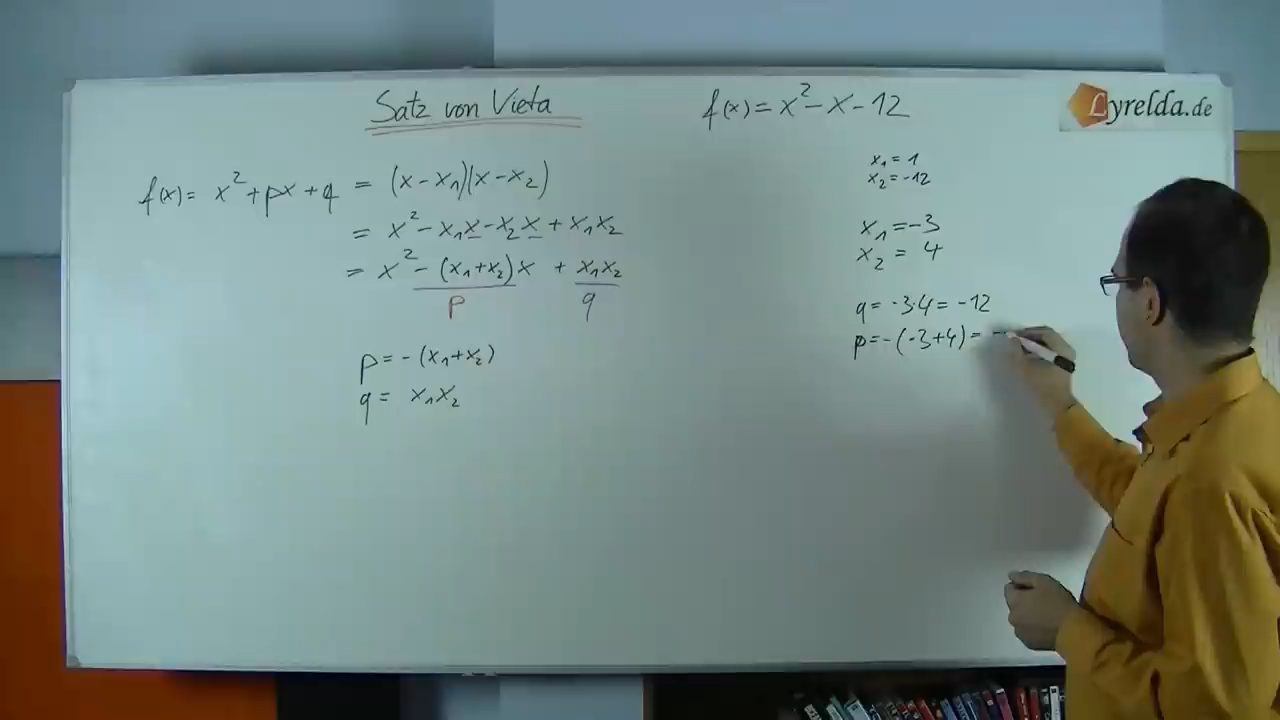 Satz von Vieta
f(x) = x² + px + q = (x - x₁)(x - x₂)
= x² - x₁x - x₂x + x₁x₂
= x² - (x₁+x₂)x + x₁x₂
p q
p = - (x₁+x₂)
q = x₁x₂
f(x) = x² - x - 12
x₁ = 1
x₂ = -12
x₁ = -3
x₂ = 4
q = -3·4 = -12
p = -(-3+4) = -
Lyrelda.de